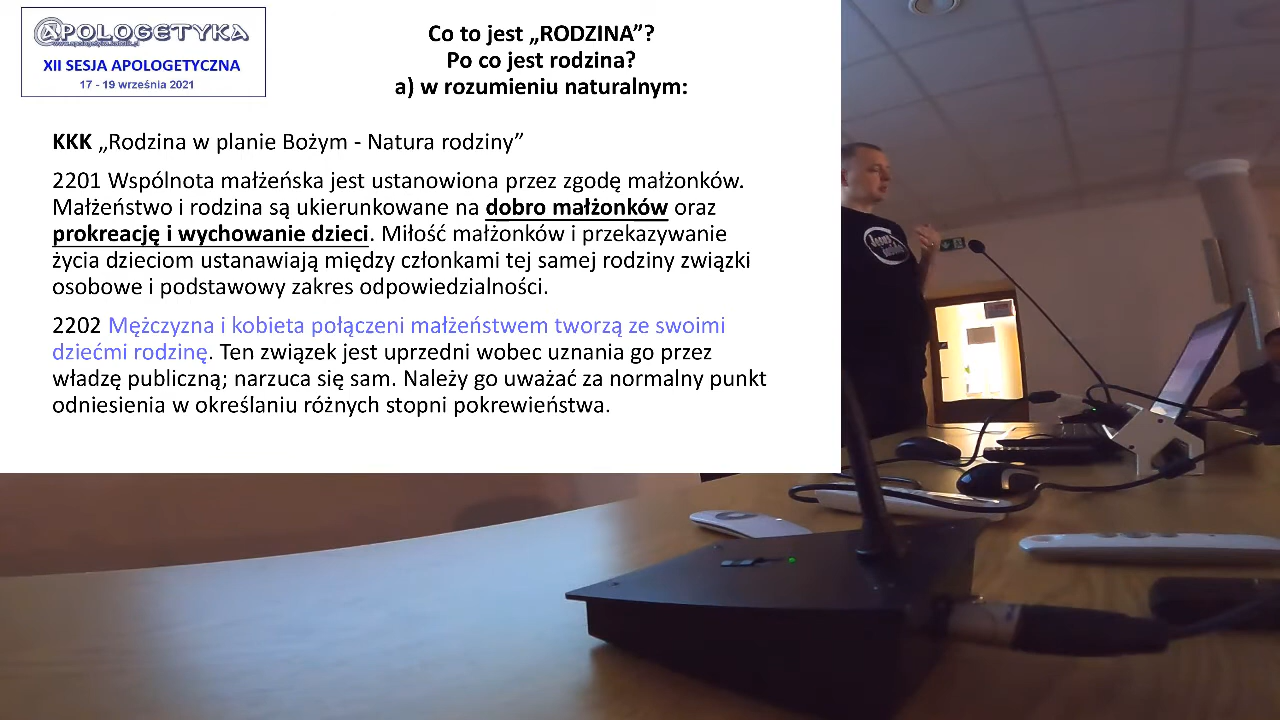 @POLOGETYKA
www.apologetyka.katolik.pl
XII SESJA APOLOGETYCZNA
17 - 19 września 2021
Co to jest „RODZINA”?
Po co jest rodzina?
a) w rozumieniu naturalnym:
KKK „Rodzina w planie Bożym - Natura rodziny”
2201 Wspólnota małżeńska jest ustanowiona przez zgodę małżonków.
Małżeństwo i rodzina są ukierunkowane na dobro małżonków oraz
prokreację i wychowanie dzieci. Miłość małżonków i przekazywanie
życia dzieciom ustanawiają między członkami tej samej rodziny związki
osobowe i podstawowy zakres odpowiedzialności.
2202 Mężczyzna i kobieta połączeni małżeństwem tworzą ze swoimi
dziećmi rodzinę. Ten związek jest uprzedni wobec uznania go przez
władzę publiczną; narzuca się sam. Należy go uważać za normalny punkt
odniesienia w określaniu różnych stopni pokrewieństwa.